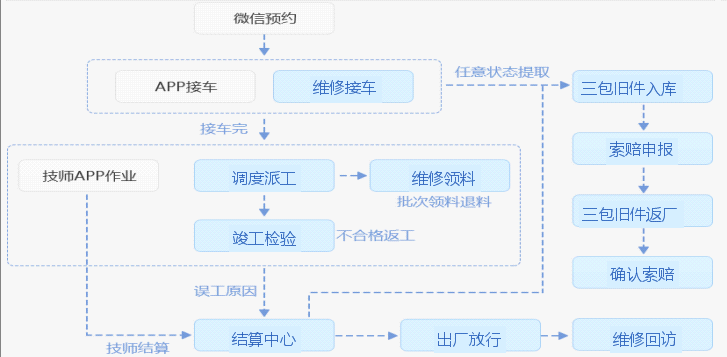 微信预约
APP接车
维修接车
任意状态提取
三包旧件入库
接车完
索赔申报
技师APP作业
调度派工
维修领料
批次领料退料
三包旧件返厂
竣工检验
不合格返工
确认索赔
误工原因
技师结算
结算中心
出厂放行
维修回访